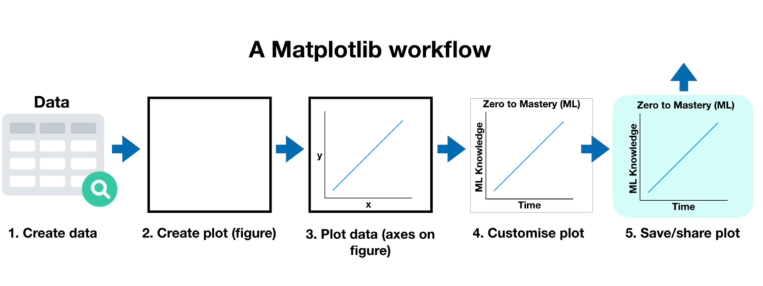 A Matplotlib workflow
Data
1. Create data
2. Create plot (figure)
y
x
3. Plot data (axes on
figure)
Zero to Mastery (ML)
ML Knowledge
Time
4. Customise plot
Zero to Mastery (ML)
ML Knowledge
Time
5. Save/share plot